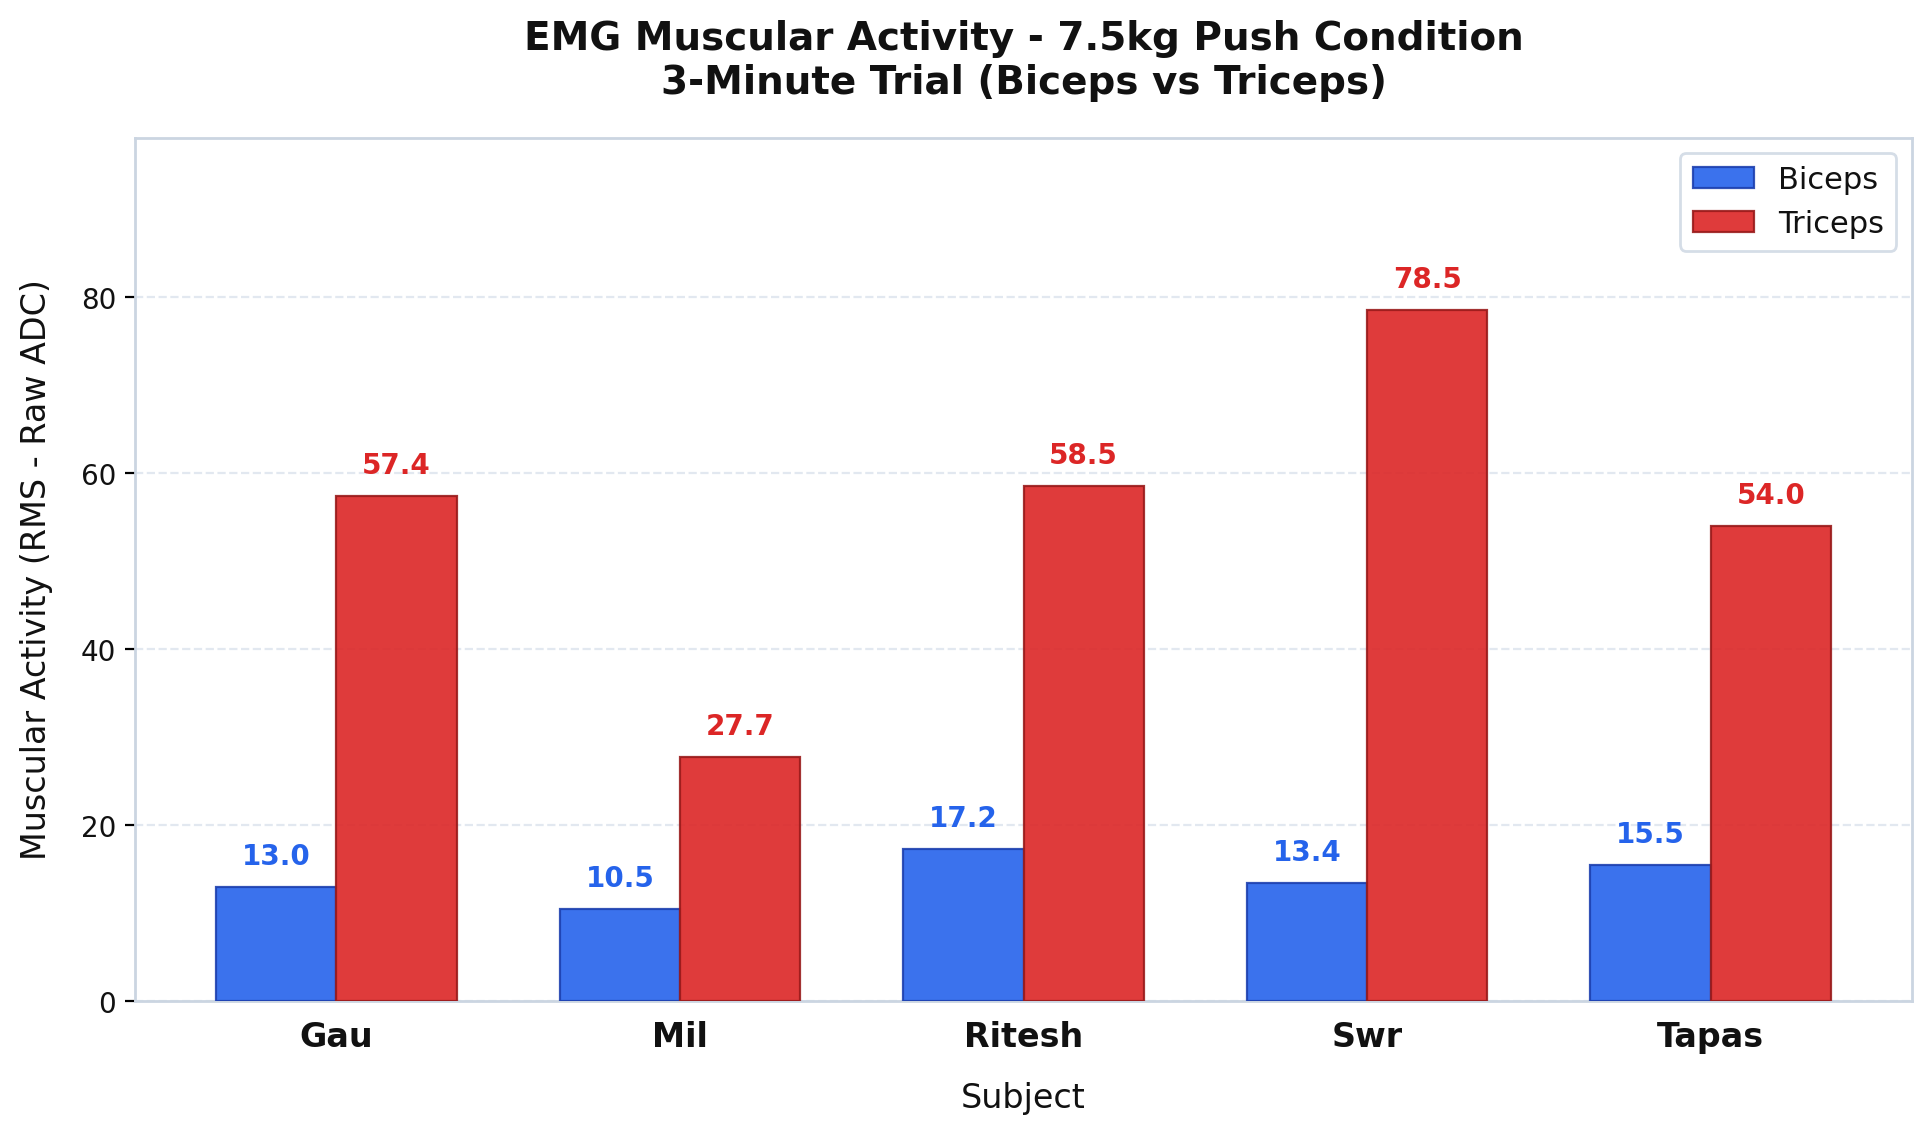 EMG Muscular Activity - 7.5kg Push Condition
3-Minute Trial (Biceps vs Triceps)
Biceps
Triceps
Muscular Activity (RMS - Raw ADC)
80
60
40
20
0
13.0
57.4
10.5
27.7
17.2
58.5
13.4
78.5
15.5
54.0
Gau
Mil
Ritesh
Swr
Tapas
Subject